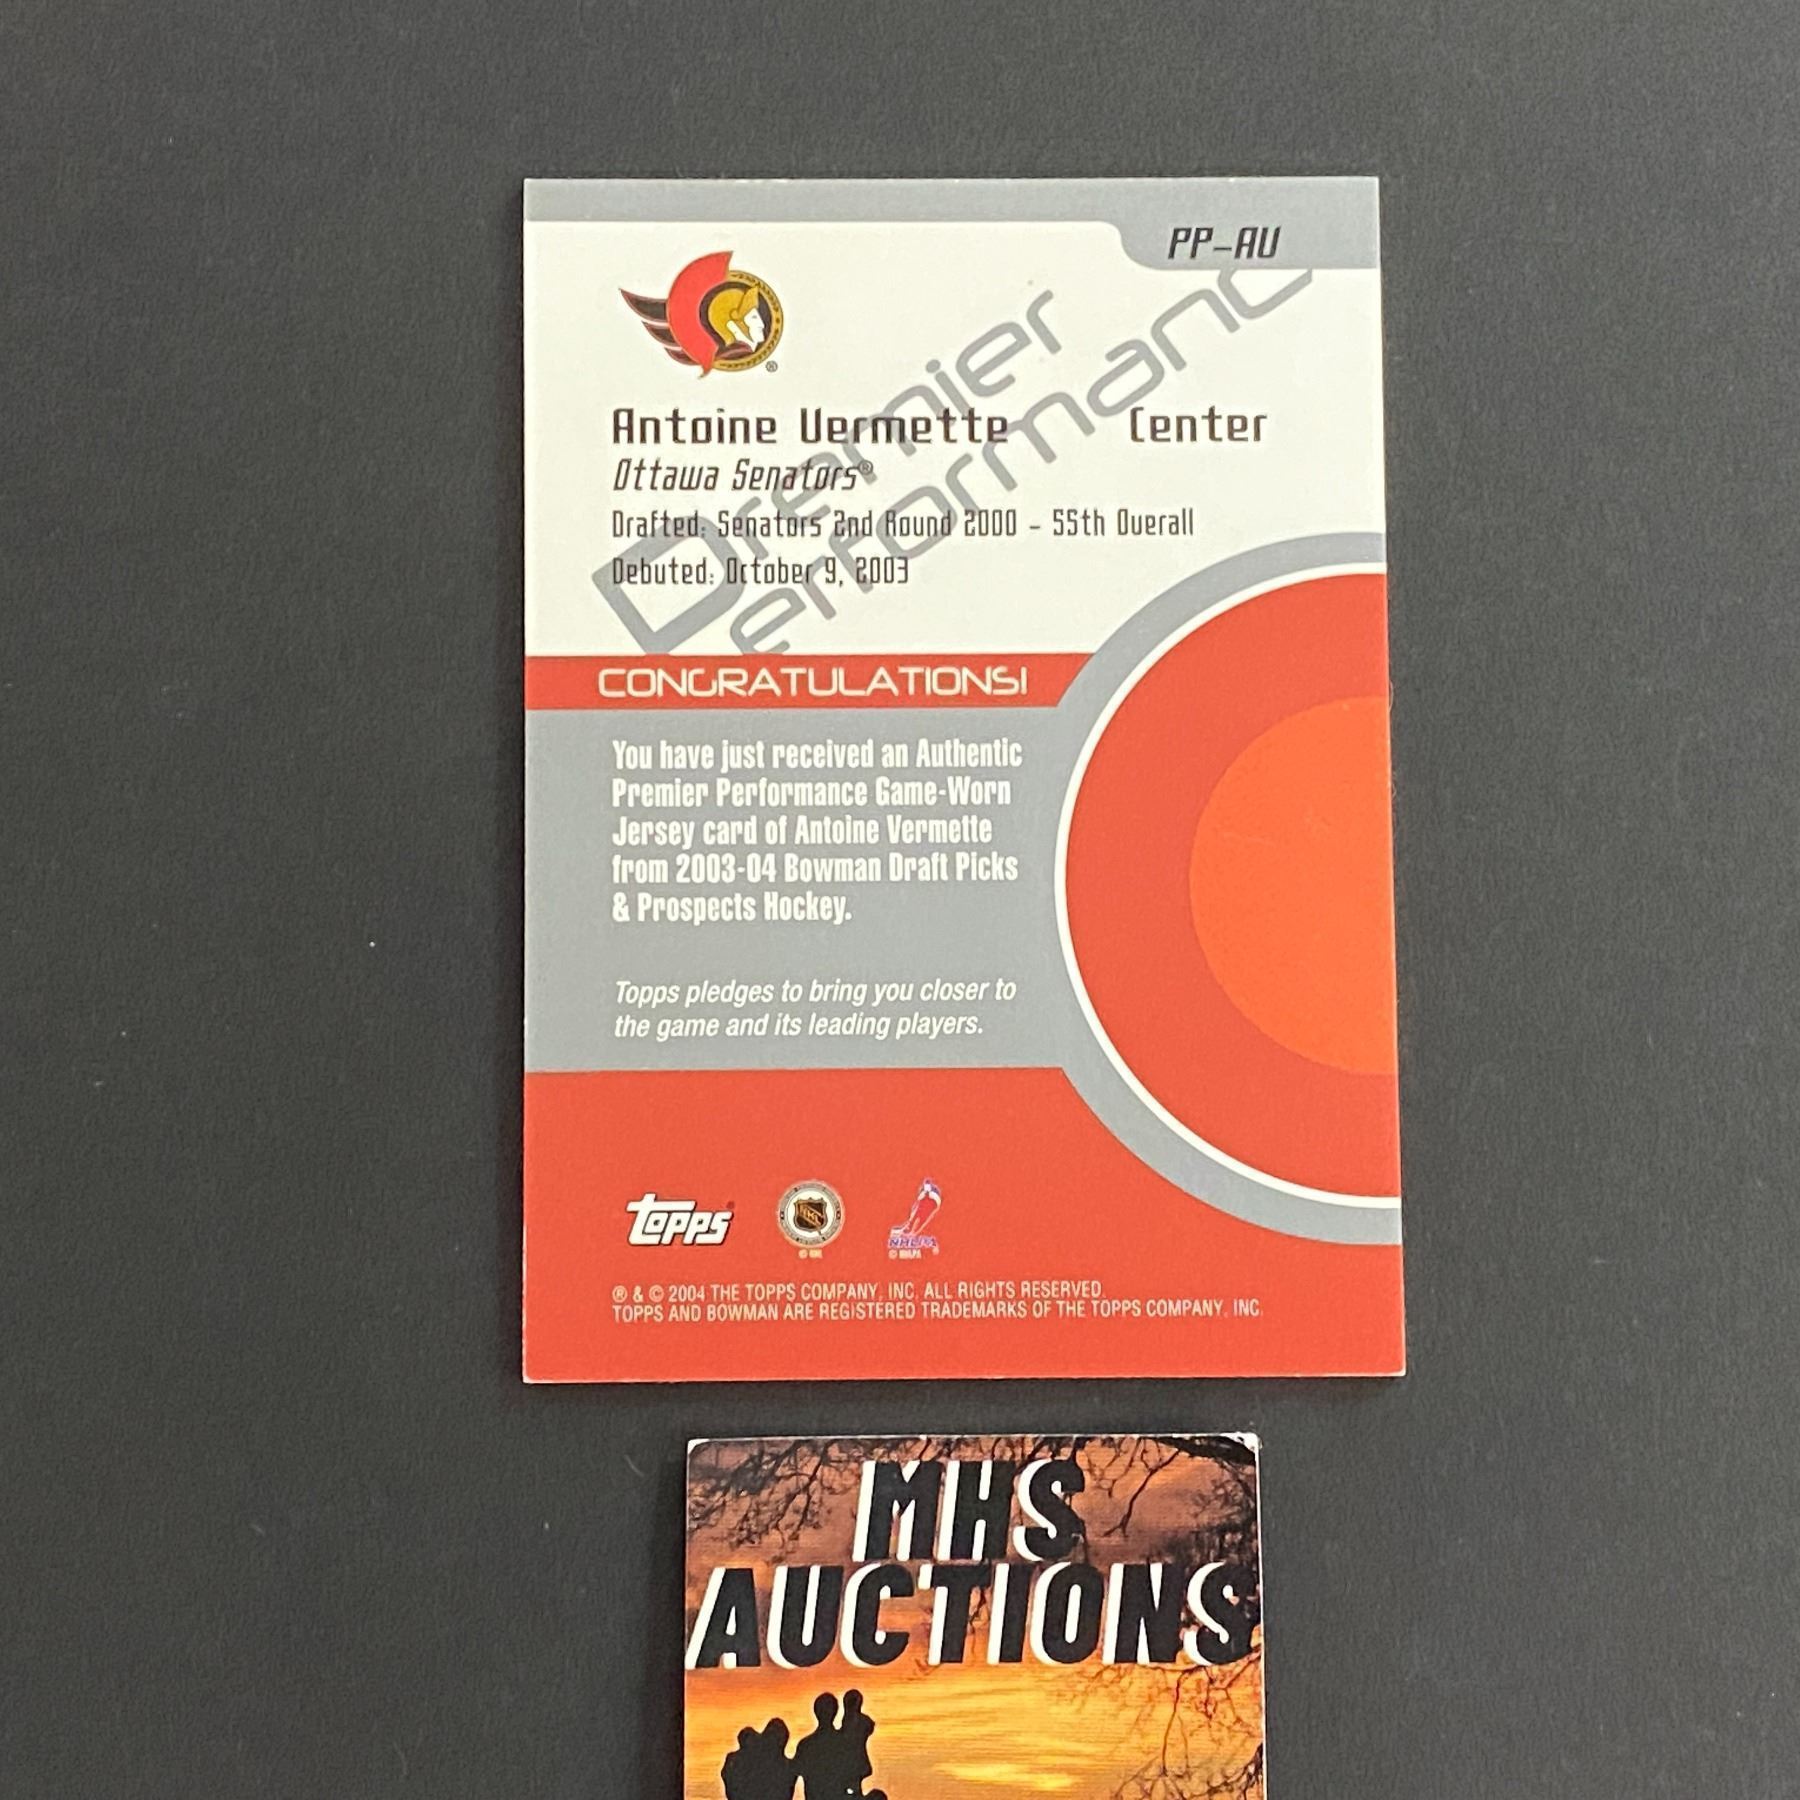 PP-AV
Premier
Performance
Antoine Vermette Center
Ottawa Senators®
Drafted: Senators 2nd Round 2000 - 55th Overall
Debuted: October 9, 2003
CONGRATULATIONS!
You have just received an Authentic
Premier Performance Game-Worn
Jersey card of Antoine Vermette
from 2003-04 Bowman Draft Picks
& Prospects Hockey.
Topps pledges to bring you closer to
the game and its leading players.
topps®
NHL
NHLPA
® & © 2004 THE TOPPS COMPANY, INC. ALL RIGHTS RESERVED.
TOPPS AND BOWMAN ARE REGISTERED TRADEMARKS OF THE TOPPS COMPANY, INC.
MHS
AUCTIONS